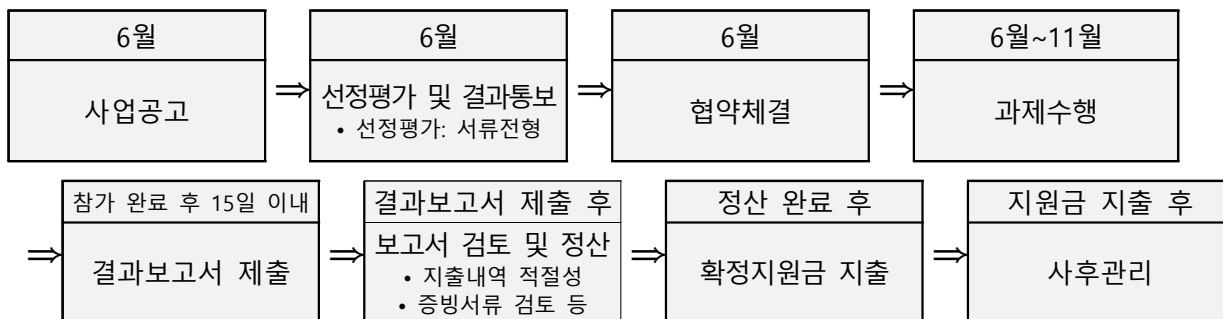 6월
사업공고
⇒
6월
선정평가 및 결과통보
• 선정평가: 서류전형
⇒
6월
협약체결
⇒
6월~11월
과제수행
⇒
참가 완료 후 15일 이내
결과보고서 제출
⇒
결과보고서 제출 후
보고서 검토 및 정산
• 지출내역 적절성
• 증빙서류 검토 등
⇒
정산 완료 후
확정지원금 지출
⇒
지원금 지출 후
사후관리